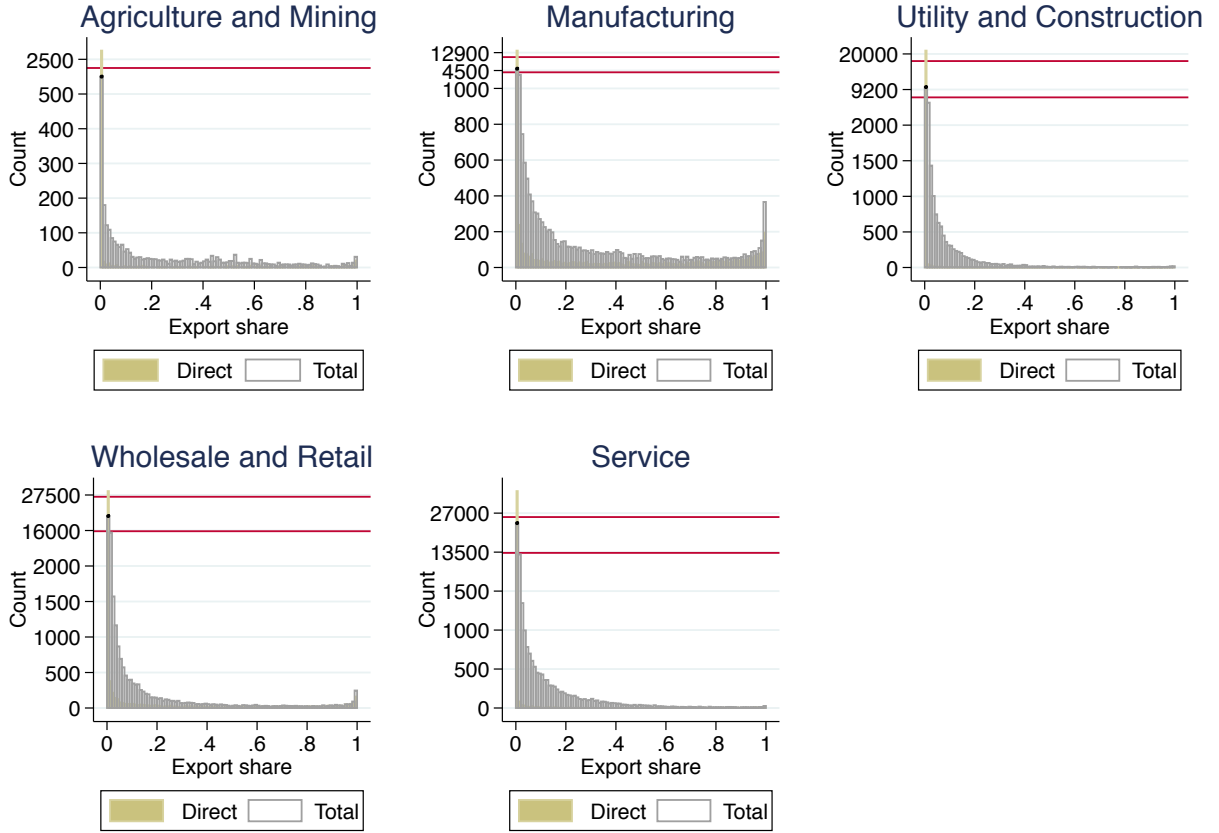 Agriculture and Mining
2500
500
400
300
200
100
0
Count
0 .2 .4 .6 .8 1
Export share
Direct Total
Manufacturing
12900
4500
1000
800
600
400
200
0
Count
0 .2 .4 .6 .8 1
Export share
Direct Total
Utility and Construction
20000
9200
2000
1500
1000
500
0
Count
0 .2 .4 .6 .8 1
Export share
Direct Total
Wholesale and Retail
27500
16000
2000
1500
1000
500
0
Count
0 .2 .4 .6 .8 1
Export share
Direct Total
Service
27000
13500
1500
1000
500
0
Count
0 .2 .4 .6 .8 1
Export share
Direct Total